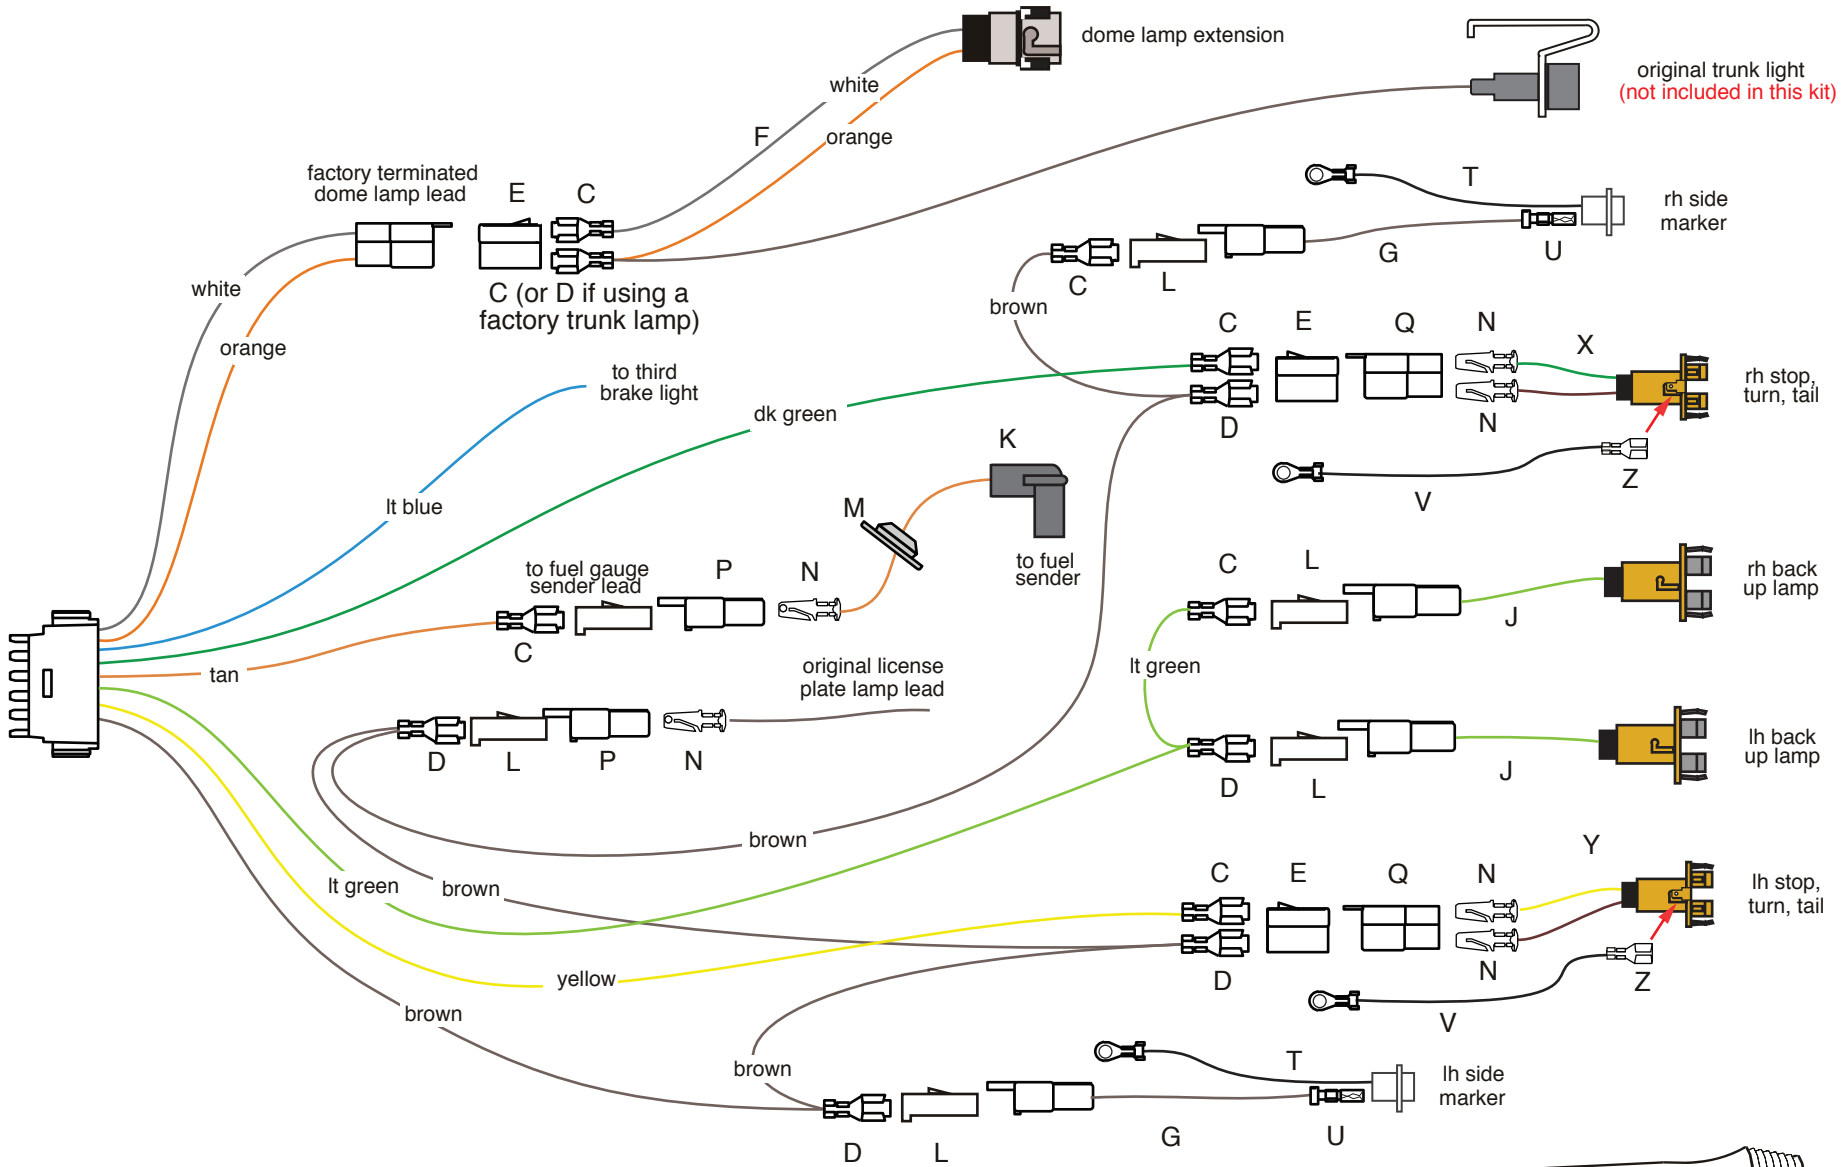 dome lamp extension
original trunk light
(not included in this kit)
white
F
orange
factory terminated
dome lamp lead
E
C
T
rh side
marker
G
U
C
L
white
C (or D if using a
factory trunk lamp)
brown
orange
C
E
Q
N
X
to third
brake light
rh stop,
turn, tail
dk green
D
N
K
Z
lt blue
M
V
to fuel
sender
to fuel gauge
sender lead
P
N
C
L
rh back
up lamp
J
C
tan
original license
plate lamp lead
lt green
D
L
P
N
lh back
up lamp
D
L
J
brown
Y
lt green
brown
C
E
Q
N
lh stop,
turn, tail
yellow
D
N
Z
brown
V
brown
T
lh side
marker
G
U
D
L